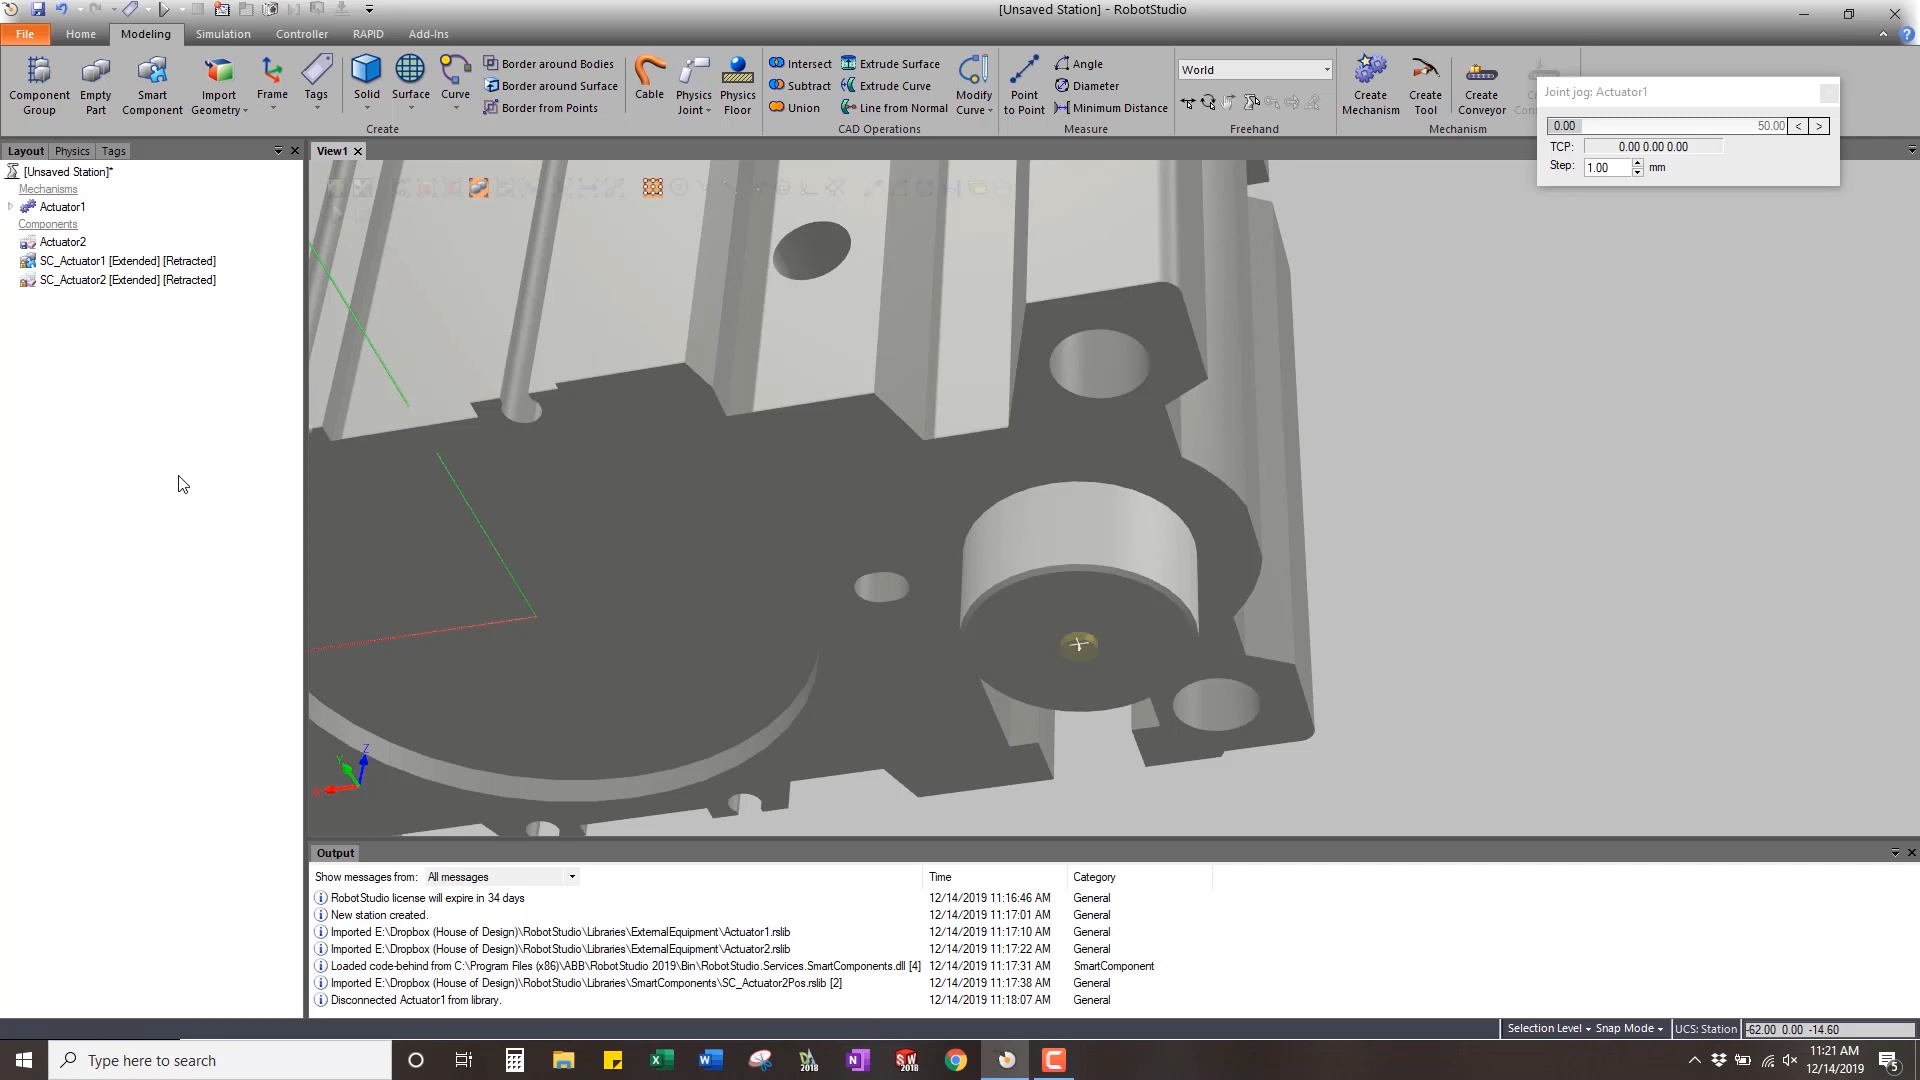 [Unsaved Station] - RobotStudio
File Home Modeling Simulation Controller RAPID Add-Ins
Component Group
Empty Part
Smart Component
Import Geometry
Frame
Tags
Solid
Surface
Curve
Border around Bodies
Border around Surface
Border from Points
Create
Cable
Physics Joint
Physics Floor
Intersect
Subtract
Union
Extrude Surface
Extrude Curve
Line from Normal
Modify Curve
CAD Operations
Point to Point
Angle
Diameter
Minimum Distance
Measure
World
Freehand
Create Mechanism
Create Tool
Create Conveyor
Mechanism
Joint jog: Actuator1
0.00 50.00 < >
TCP: 0.00 0.00 0.00
Step: 1.00 mm
Layout Physics Tags
View1
[Unsaved Station]*
Mechanisms
Actuator1
Components
Actuator2
SC_Actuator1 [Extended] [Retracted]
SC_Actuator2 [Extended] [Retracted]
Z
Y
X
Output
Show messages from: All messages Time Category
RobotStudio license will expire in 34 days 12/14/2019 11:16:46 AM General
New station created. 12/14/2019 11:17:01 AM General
Imported E:\Dropbox (House of Design)\RobotStudio\Libraries\ExternalEquipment\Actuator1.rslib 12/14/2019 11:17:10 AM General
Imported E:\Dropbox (House of Design)\RobotStudio\Libraries\ExternalEquipment\Actuator2.rslib 12/14/2019 11:17:22 AM General
Loaded code-behind from C:\Program Files (x86)\ABB\RobotStudio 2019\Bin\RobotStudio.Services.SmartComponents.dll [4] 12/14/2019 11:17:31 AM SmartComponent
Imported E:\Dropbox (House of Design)\RobotStudio\Libraries\SmartComponents\SC_Actuator2Pos.rslib [2] 12/14/2019 11:17:38 AM General
Disconnected Actuator1 from library. 12/14/2019 11:18:07 AM General
Selection Level Snap Mode UCS: Station -62.00 0.00 -14.60
Type here to search
2018
2018
11:21 AM
12/14/2019
5